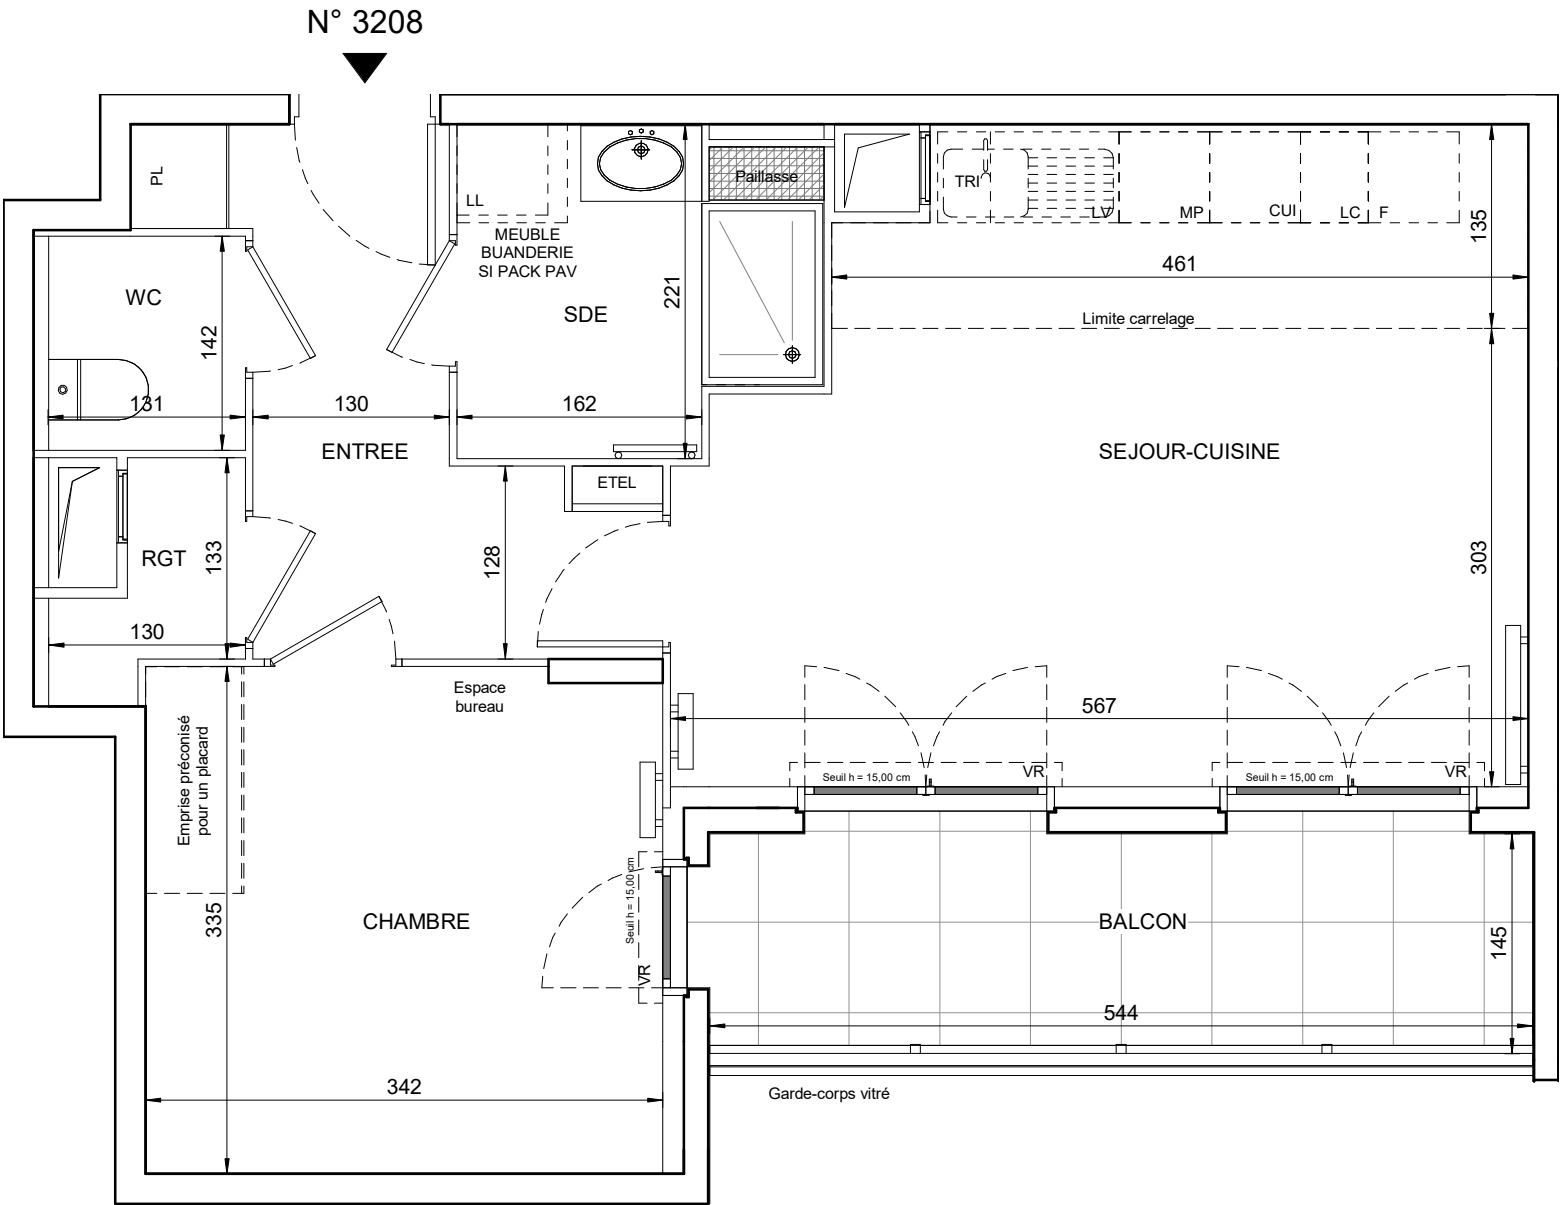 N° 3208
PL
LL
MEUBLE
BUANDERIE
SI PACK PAV
Paillasse
TRI
LV
MP
CUI
LC
F
135
461
Limite carrelage
WC
142
131
130
SDE
221
162
ENTREE
ETEL
SEJOUR-CUISINE
RGT
133
130
128
303
Espace
bureau
567
Emprise préconisé
pour un placard
Seuil h = 15,00 cm
VR
Seuil h = 15,00 cm
VR
Seuil h = 15,00 cm
VR
335
CHAMBRE
BALCON
145
544
342
Garde-corps vitré